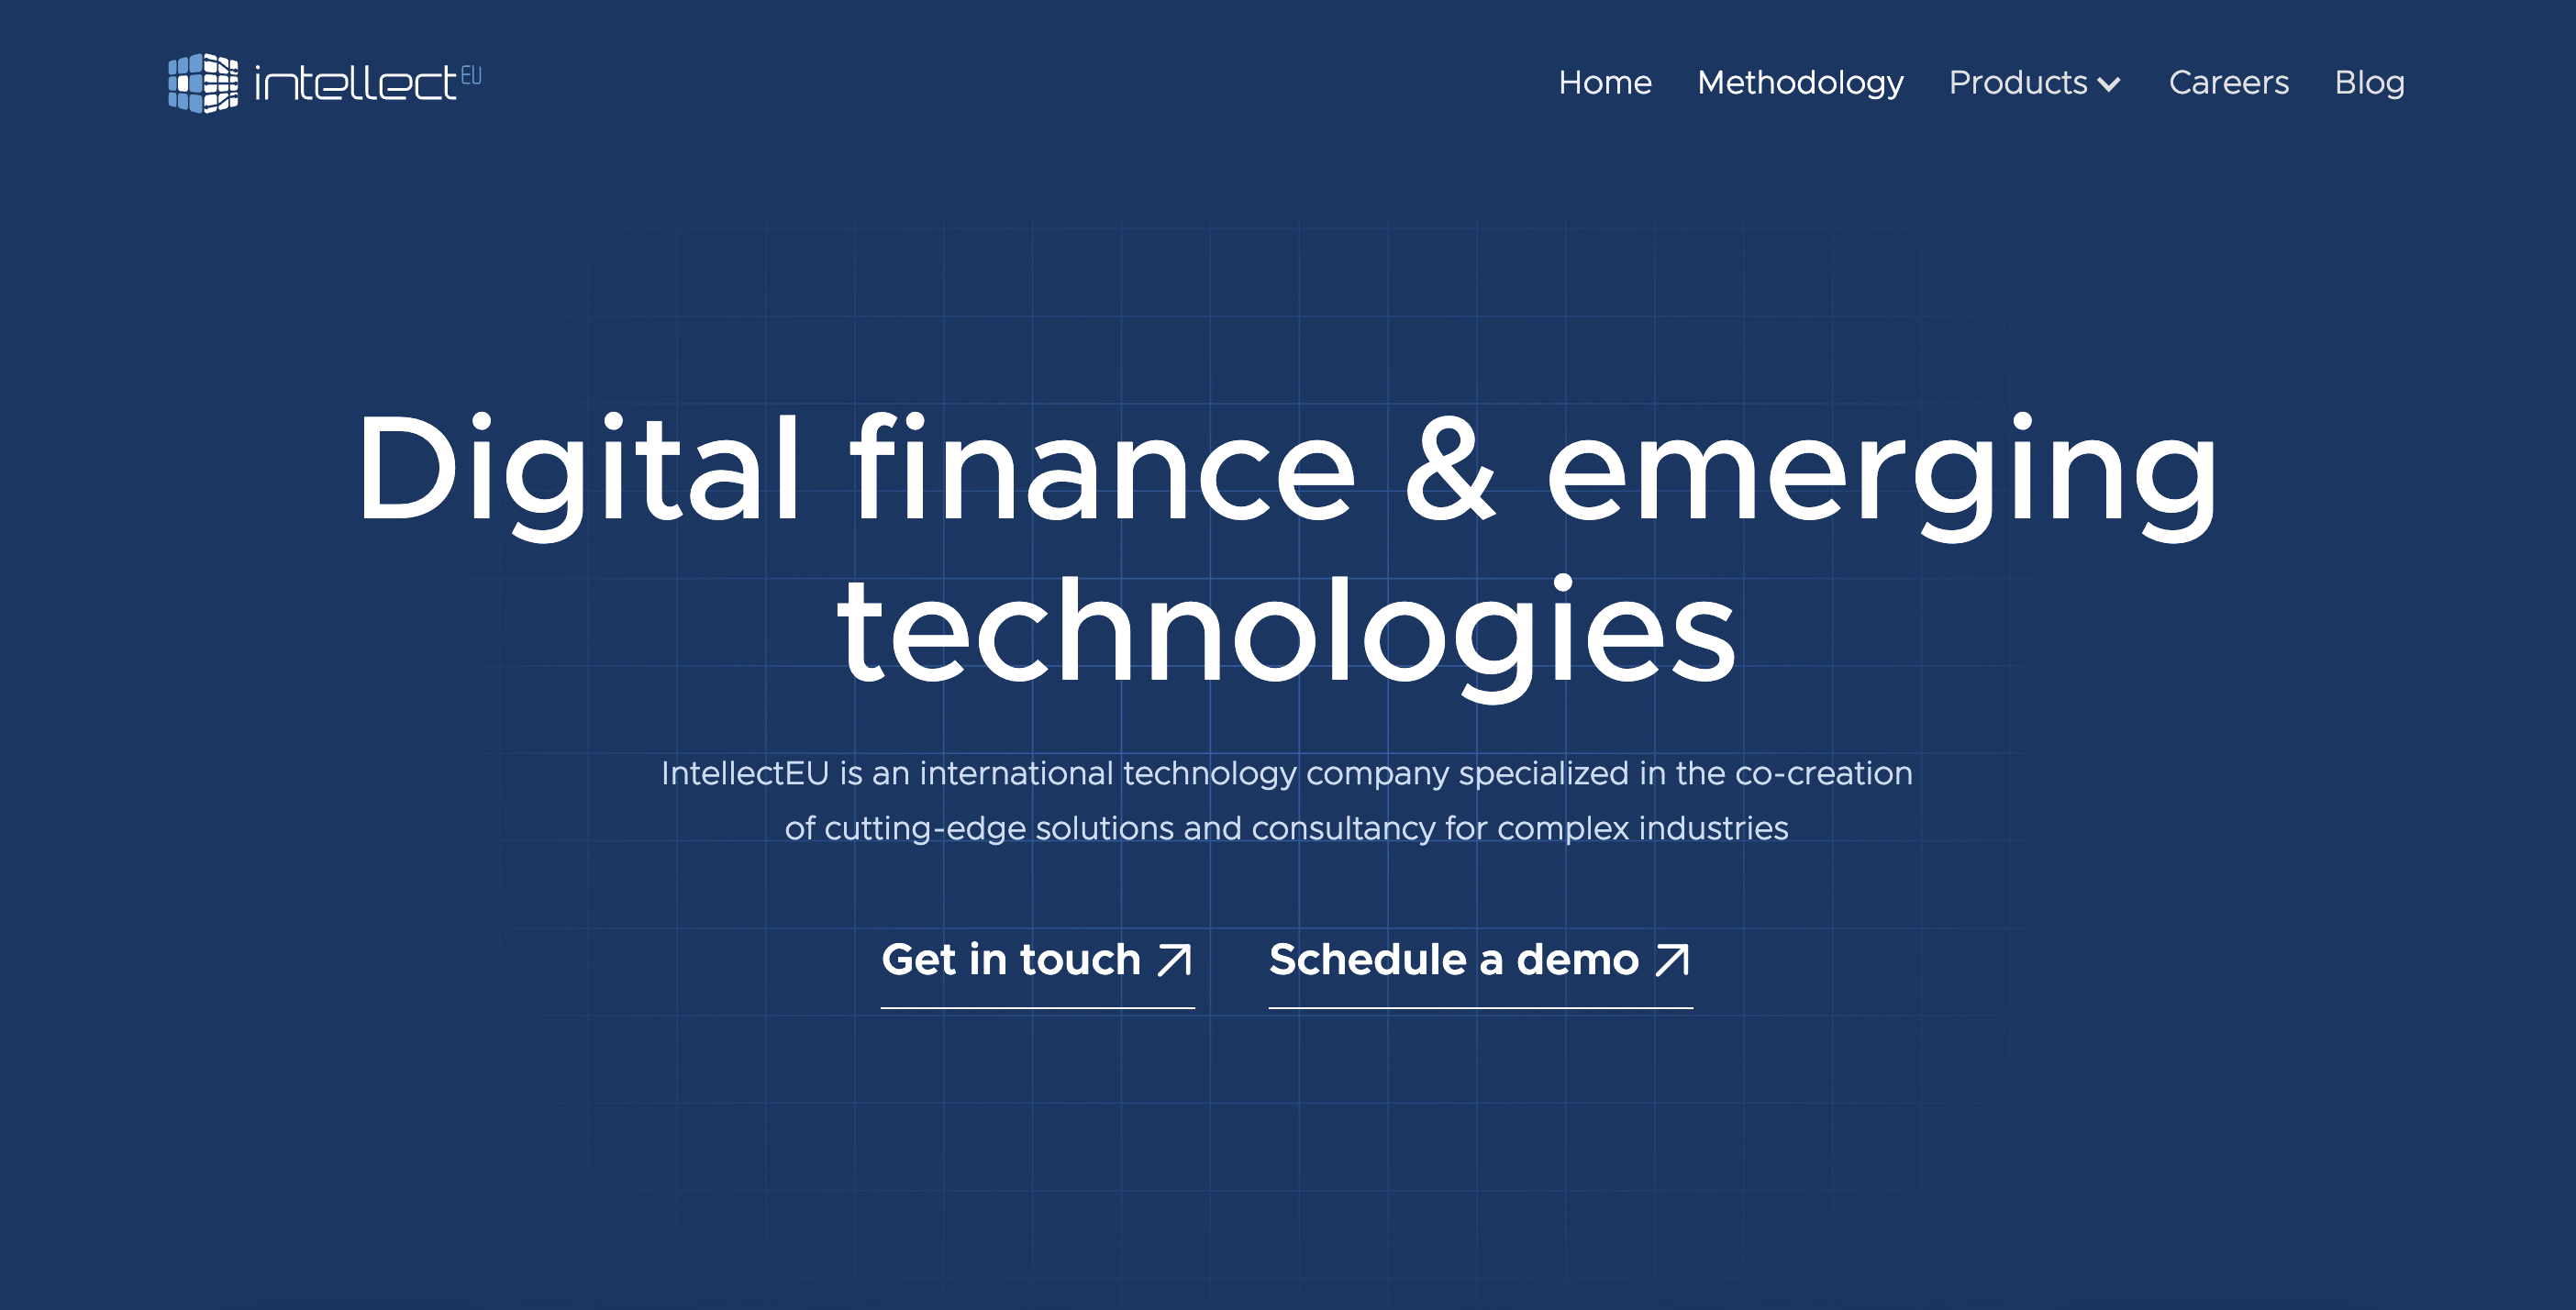 intellect EU
Home Methodology Products Careers Blog
Digital finance & emerging
technologies
IntellectEU is an international technology company specialized in the co-creation
of cutting-edge solutions and consultancy for complex industries
Get in touch Schedule a demo